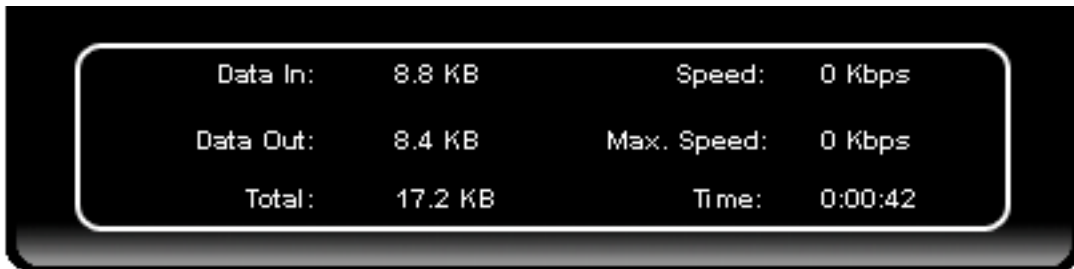 Data In: 8.8 KB Speed: 0 Kbps
Data Out: 8.4 KB Max. Speed: 0 Kbps
Total: 17.2 KB Time: 0:00:42